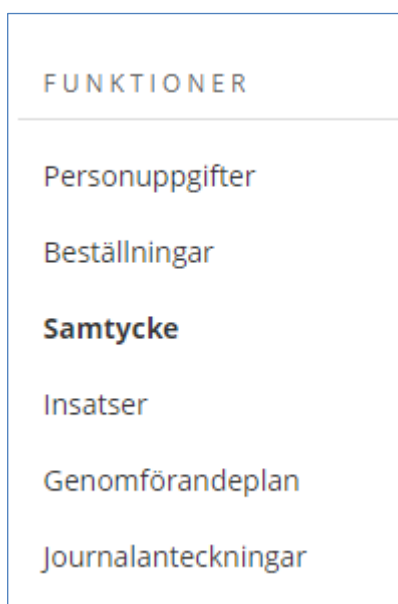 FUNKTIONER
Personuppgifter
Beställningar
Samtycke
Insatser
Genomförandeplan
Journalanteckningar